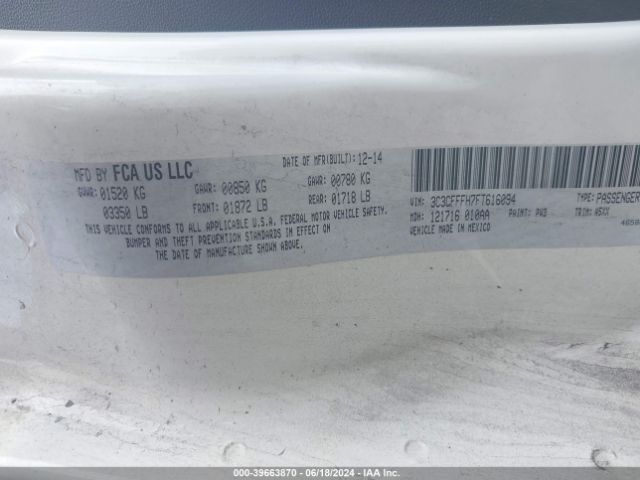 MFD BY FCA US LLC
DATE OF MFR(BUILT): 12-14
GVWR: 01520 KG GAWR: 00850 KG GAWR: 00780 KG
03350 LB FRONT: 01872 LB REAR: 01718 LB
THIS VEHICLE CONFORMS TO ALL APPLICABLE U.S.A. FEDERAL MOTOR VEHICLE SAFETY,
BUMPER AND THEFT PREVENTION STANDARDS IN EFFECT ON
THE DATE OF MANUFACTURE SHOWN ABOVE.
VIN: 3C3CFFFH7FT616094 TYPE: PASSENGER
MDH: 121716 010AA PAINT: PW3 TRIM: H5XX
VEHICLE MADE IN MEXICO
000-39663870 - 06/18/2024 - IAA Inc.